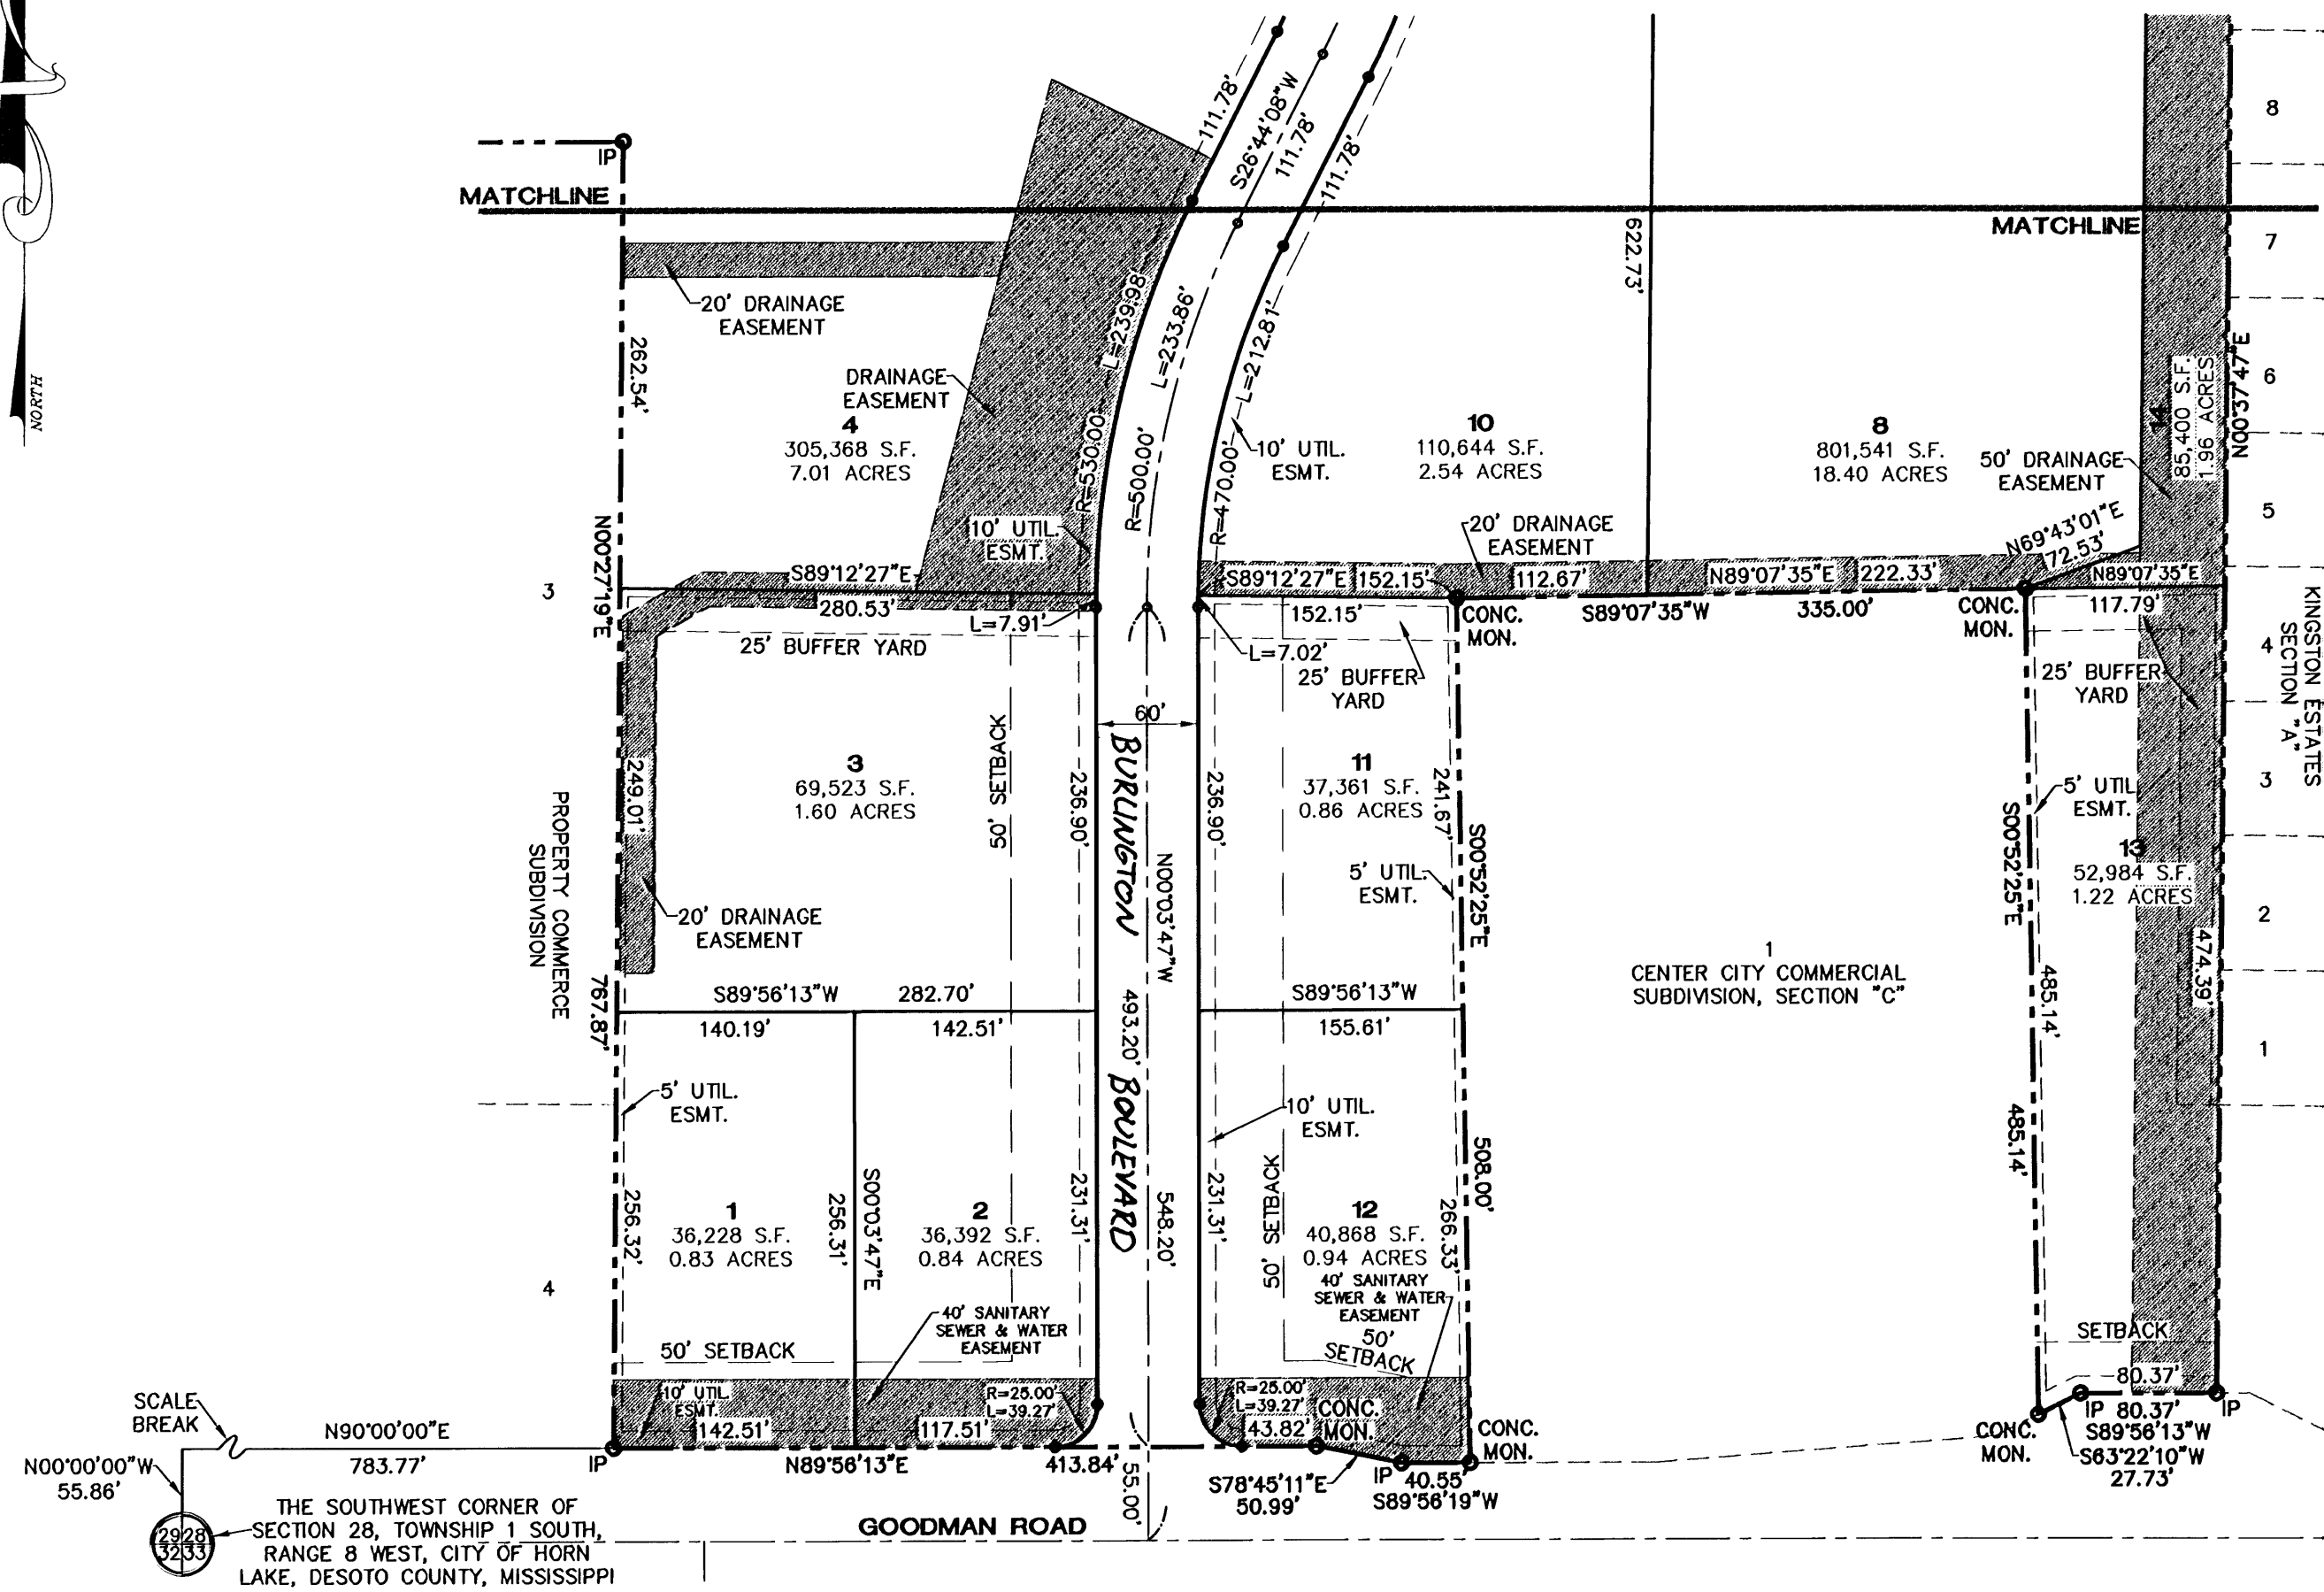 NORTH
IP
MATCHLINE
MATCHLINE
111.78'
S26°44'08"W
111.78'
111.78'
622.73'
8
7
6
5
4
3
2
1
KINGSTON ESTATES
SECTION "A"
20' DRAINAGE
EASEMENT
262.54'
DRAINAGE
EASEMENT
4
305,368 S.F.
7.01 ACRES
L=239.98'
R=530.00'
L=233.86'
R=500.00'
L=212.81'
R=470.00'
10' UTIL.
ESMT.
10' UTIL.
ESMT.
10
110,644 S.F.
2.54 ACRES
8
801,541 S.F.
18.40 ACRES
50' DRAINAGE
EASEMENT
14
85,400 S.F.
1.96 ACRES
N00°37'47"E
20' DRAINAGE
EASEMENT
N69°43'01"E
72.53'
N00°27'19"E
3
S89°12'27"E
280.53'
L=7.91'
25' BUFFER YARD
S89°12'27"E
152.15'
112.67'
N89°07'35"E
222.33'
N89°07'35"E
152.15'
CONC.
MON.
S89°07'35"W
335.00'
CONC.
MON.
117.79'
L=7.02'
25' BUFFER
YARD
25' BUFFER
YARD
60'
50' SETBACK
249.01'
3
69,523 S.F.
1.60 ACRES
236.90'
BURLINGTON BOULEVARD
N00°03'47"W
493.20'
548.20'
236.90'
11
37,361 S.F.
0.86 ACRES
241.67'
S00°52'25"E
5' UTIL.
ESMT.
5' UTIL.
ESMT.
S00°52'25"E
13
52,984 S.F.
1.22 ACRES
474.39'
485.14'
485.14'
PROPERTY COMMERCE
SUBDIVISION
20' DRAINAGE
EASEMENT
1
CENTER CITY COMMERCIAL
SUBDIVISION, SECTION "C"
767.87'
S89°56'13"W
282.70'
140.19'
142.51'
S89°56'13"W
155.61'
5' UTIL.
ESMT.
10' UTIL.
ESMT.
4
256.32'
1
36,228 S.F.
0.83 ACRES
256.31'
S00°03'47"E
2
36,392 S.F.
0.84 ACRES
231.31'
231.31'
50' SETBACK
12
40,868 S.F.
0.94 ACRES
266.33'
508.00'
40' SANITARY
SEWER & WATER
EASEMENT
40' SANITARY
SEWER & WATER
EASEMENT
50' SETBACK
50'
SETBACK
SETBACK
10' UTIL.
ESMT.
142.51'
117.51'
R=25.00'
L=39.27'
R=25.00'
L=39.27'
43.82'
CONC.
MON.
CONC.
MON.
80.37'
IP
80.37'
IP
S89°56'13"W
CONC.
MON.
S63°22'10"W
27.73'
SCALE
BREAK
N90°00'00"E
783.77'
N00°00'00"W
55.86'
IP
N89°56'13"E
413.84'
55.00'
S78°45'11"E
50.99'
IP
40.55'
S89°56'19"W
GOODMAN ROAD
29 28
32 33
THE SOUTHWEST CORNER OF
SECTION 28, TOWNSHIP 1 SOUTH,
RANGE 8 WEST, CITY OF HORN
LAKE, DESOTO COUNTY, MISSISSIPPI